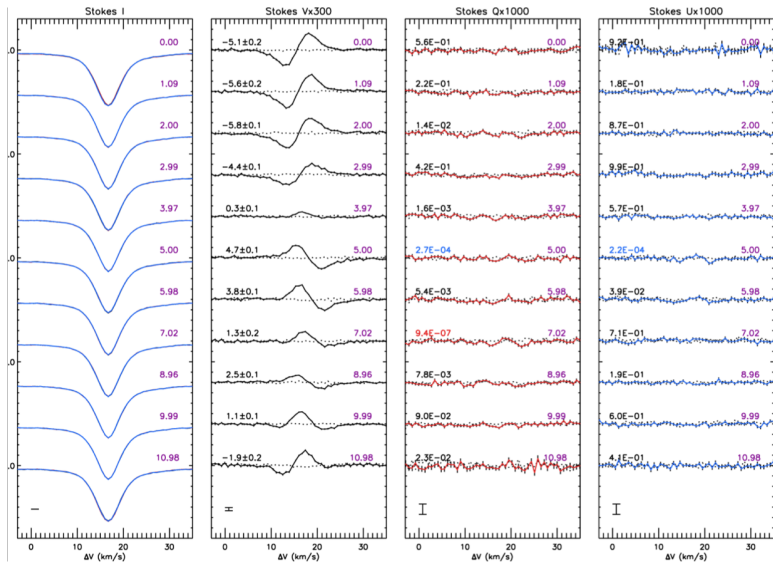 Stokes I
Stokes Vx300
Stokes Qx1000
Stokes Ux1000
0.00
−5.1±0.2
0.00
5.6E−01
0.00
9.2E−01
0.00
1.09
−5.6±0.2
1.09
2.2E−01
1.09
1.8E−01
1.09
2.00
−5.8±0.1
2.00
1.4E−02
2.00
8.7E−01
2.00
2.99
−4.4±0.1
2.99
4.2E−01
2.99
9.9E−01
2.99
3.97
0.3±0.1
3.97
1.6E−03
3.97
5.7E−01
3.97
5.00
4.7±0.1
5.00
2.7E−04
5.00
2.2E−04
5.00
5.98
3.8±0.1
5.98
5.4E−03
5.98
3.9E−02
5.98
7.02
1.3±0.2
7.02
9.4E−07
7.02
7.1E−01
7.02
8.96
2.5±0.1
8.96
7.8E−03
8.96
1.9E−01
8.96
9.99
1.1±0.1
9.99
9.0E−02
9.99
6.0E−01
9.99
10.98
−1.9±0.2
10.98
2.3E−02
10.98
4.1E−01
10.98
0 10 20 30
0 10 20 30
0 10 20 30
0 10 20 30
ΔV (km/s)
ΔV (km/s)
ΔV (km/s)
ΔV (km/s)